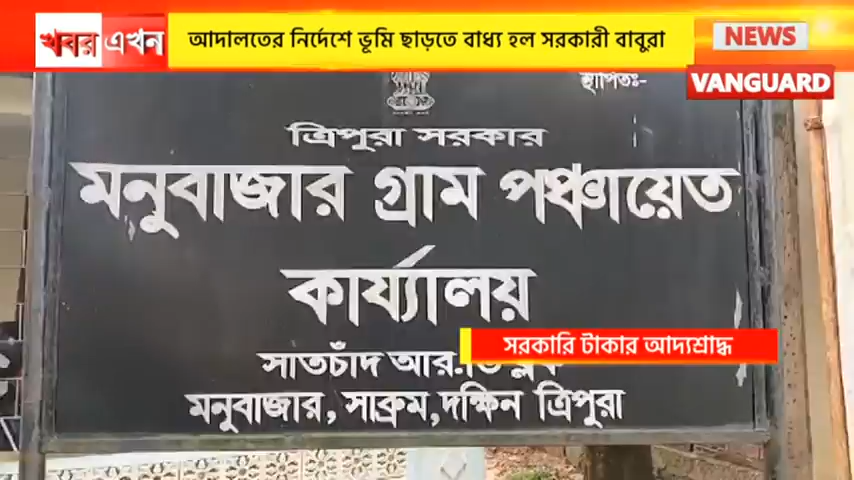 খবর এখন
আদালতের নির্দেশে ভূমি ছাড়তে বাধ্য হল সরকারী বাবুরা
NEWS
VANGUARD
স্থাপিতঃ-
ত্রিপুরা সরকার
মনুবাজার গ্রাম পঞ্চায়েত
কার্য্যালয়
সরকারি টাকার আদ্যশ্রাদ্ধ
সাতচাঁদ আর.
মনুবাজার, সাব্রুম, দক্ষিন ত্রিপুরা